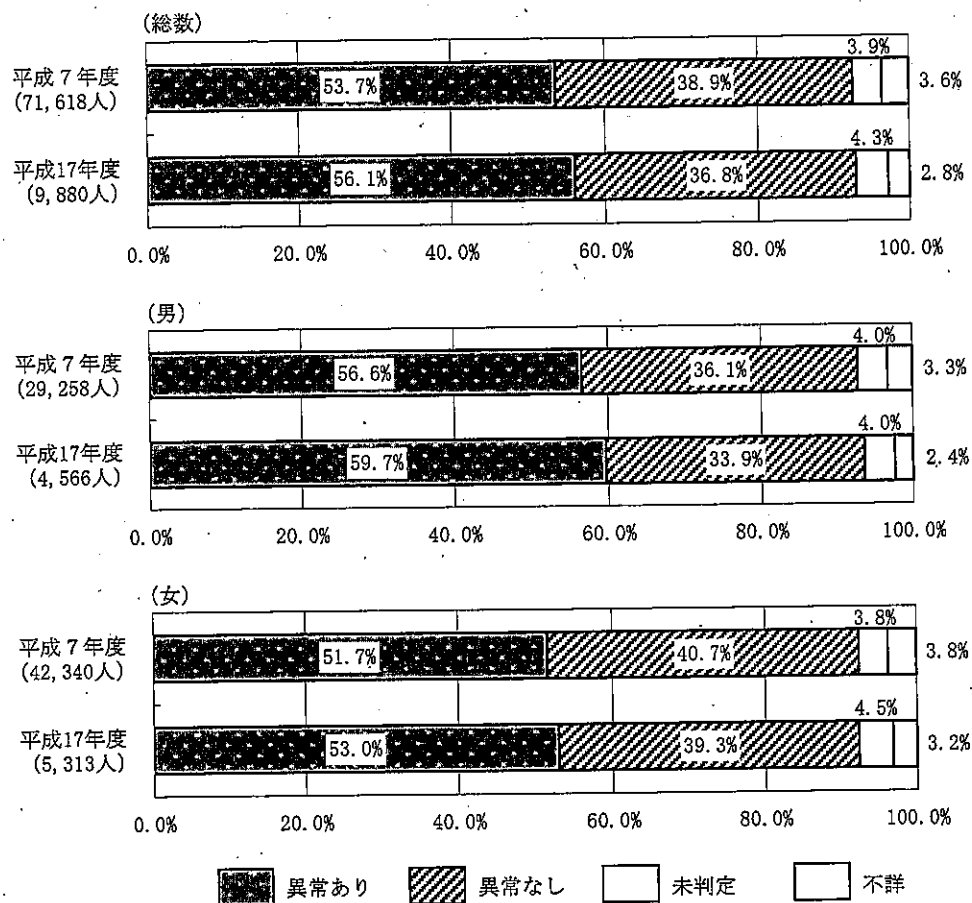 (総数)
3.9%
平成7年度
(71,618人)
53.7%
38.9%
3.6%
4.3%
平成17年度
(9,880人)
56.1%
36.8%
2.8%
0.0% 20.0% 40.0% 60.0% 80.0% 100.0%
(男)
4.0%
平成7年度
(29,258人)
56.6%
36.1%
3.3%
4.0%
平成17年度
(4,566人)
59.7%
33.9%
2.4%
0.0% 20.0% 40.0% 60.0% 80.0% 100.0%
(女)
3.8%
平成7年度
(42,340人)
51.7%
40.7%
3.8%
4.5%
平成17年度
(5,313人)
53.0%
39.3%
3.2%
0.0% 20.0% 40.0% 60.0% 80.0% 100.0%
異常あり 異常なし 未判定 不詳